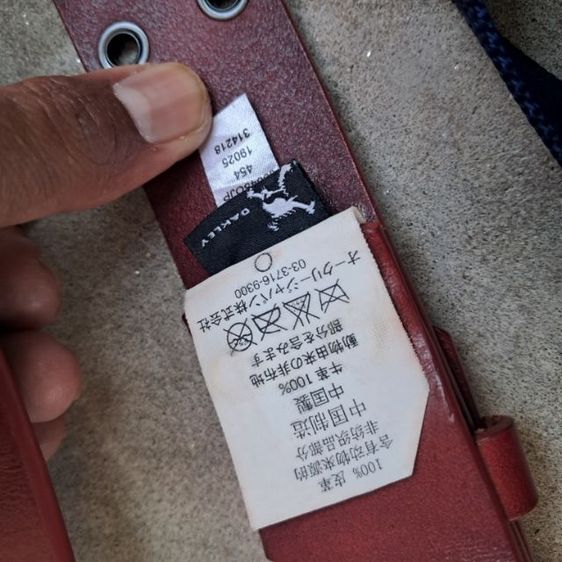 100% 皮革
含有动物来源的
非纺织品部分
中国制造
中国製
牛革 100%
動物由来の非布地
部分を含みます
オークリージャパン株式会社
03-3716-9300
OAKLEY
454
19025
314218